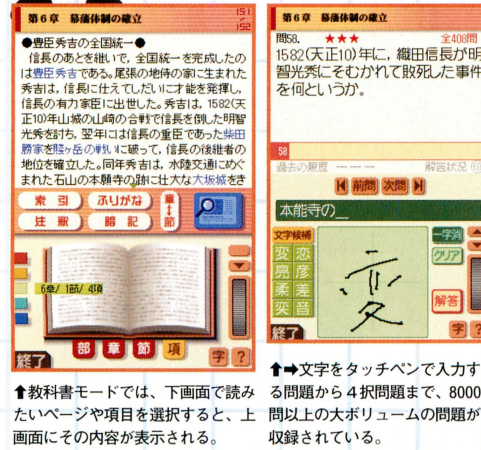 第6章 幕藩体制の確立
151
152
●豊臣秀吉の全国統一●
信長のあとを継いで、全国統一を完成したの
は豊臣秀吉である。尾張の地侍の家に生まれた
秀吉は、信長に仕えてしだいに才能を発揮し、
信長の有力家臣に出世した。秀吉は、1582(天
正10)年山城の山崎の合戦で信長を倒した明智
光秀を討ち、翌年には信長の重臣であった柴田
勝家を賤ヶ岳の戦いに破って、信長の後継者の
地位を確立した。同年秀吉は、水陸交通にめぐ
まれた石山の本願寺の跡に壮大な大坂城をき
索引
ふりがな
章↕節
注釈
暗記
6章/ 1節/ 4項
終了
部
章
節
項
字
?
⬆教科書モードでは、下画面で読み
たいページや項目を選択すると、上
画面にその内容が表示される。
第6章 幕藩体制の確立
問58.
★★★
全408問
1582(天正10)年に，織田信長が明
智光秀にそむかれて敗死した事件
を何というか。
58
過去の履歴 --- --- ---
解答状況
前問
次問
本能寺の_
文字候補
変恋
亮彦
柔差
奕音
変
一字消
クリア
解答
終了
字
?
⬆➡文字をタッチペンで入力す
る問題から4択問題まで、8000
問以上の大ボリュームの問題が
収録されている。